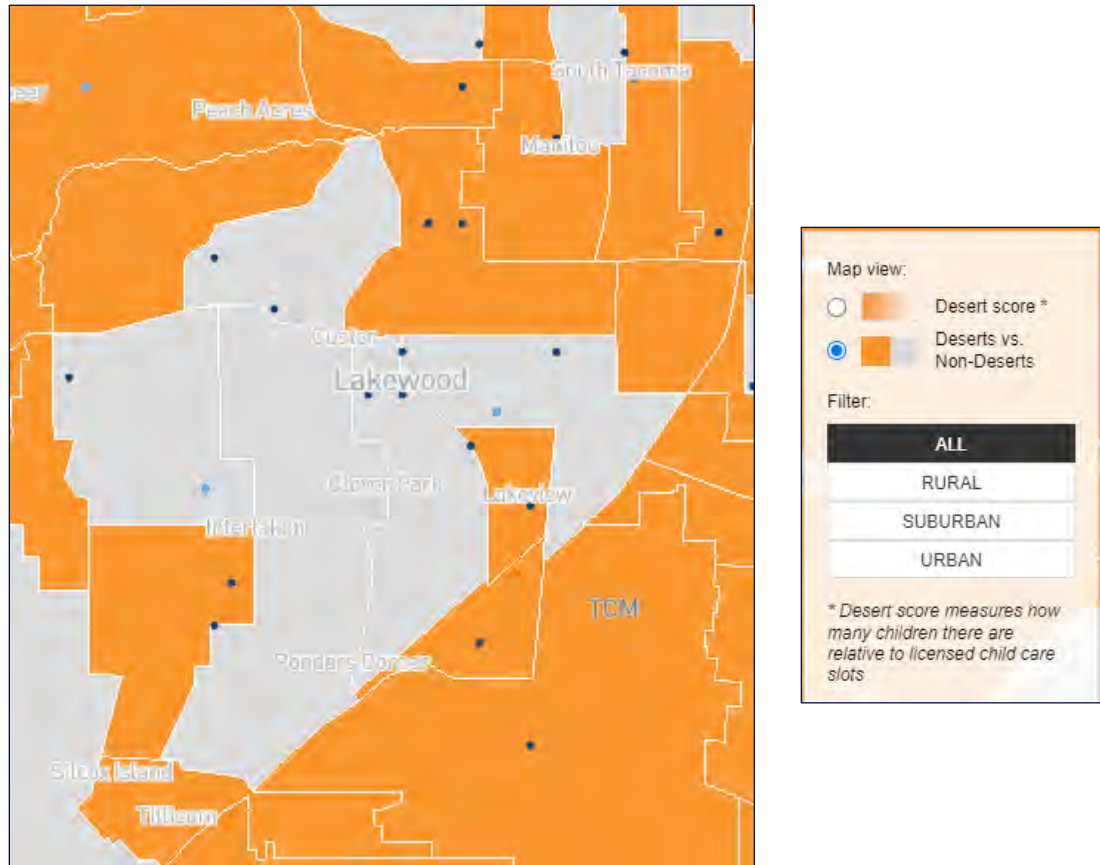 South Tacoma
Peach Acres
Manitou
Custer
Lakewood
Clover Park
Lakeview
Interlaken
TCM
Ponders Corner
Silcox Island
Tillicum
Map view:
Desert score *
Deserts vs.
Non-Deserts
Filter:
ALL
RURAL
SUBURBAN
URBAN
* Desert score measures how
many children there are
relative to licensed child care
slots